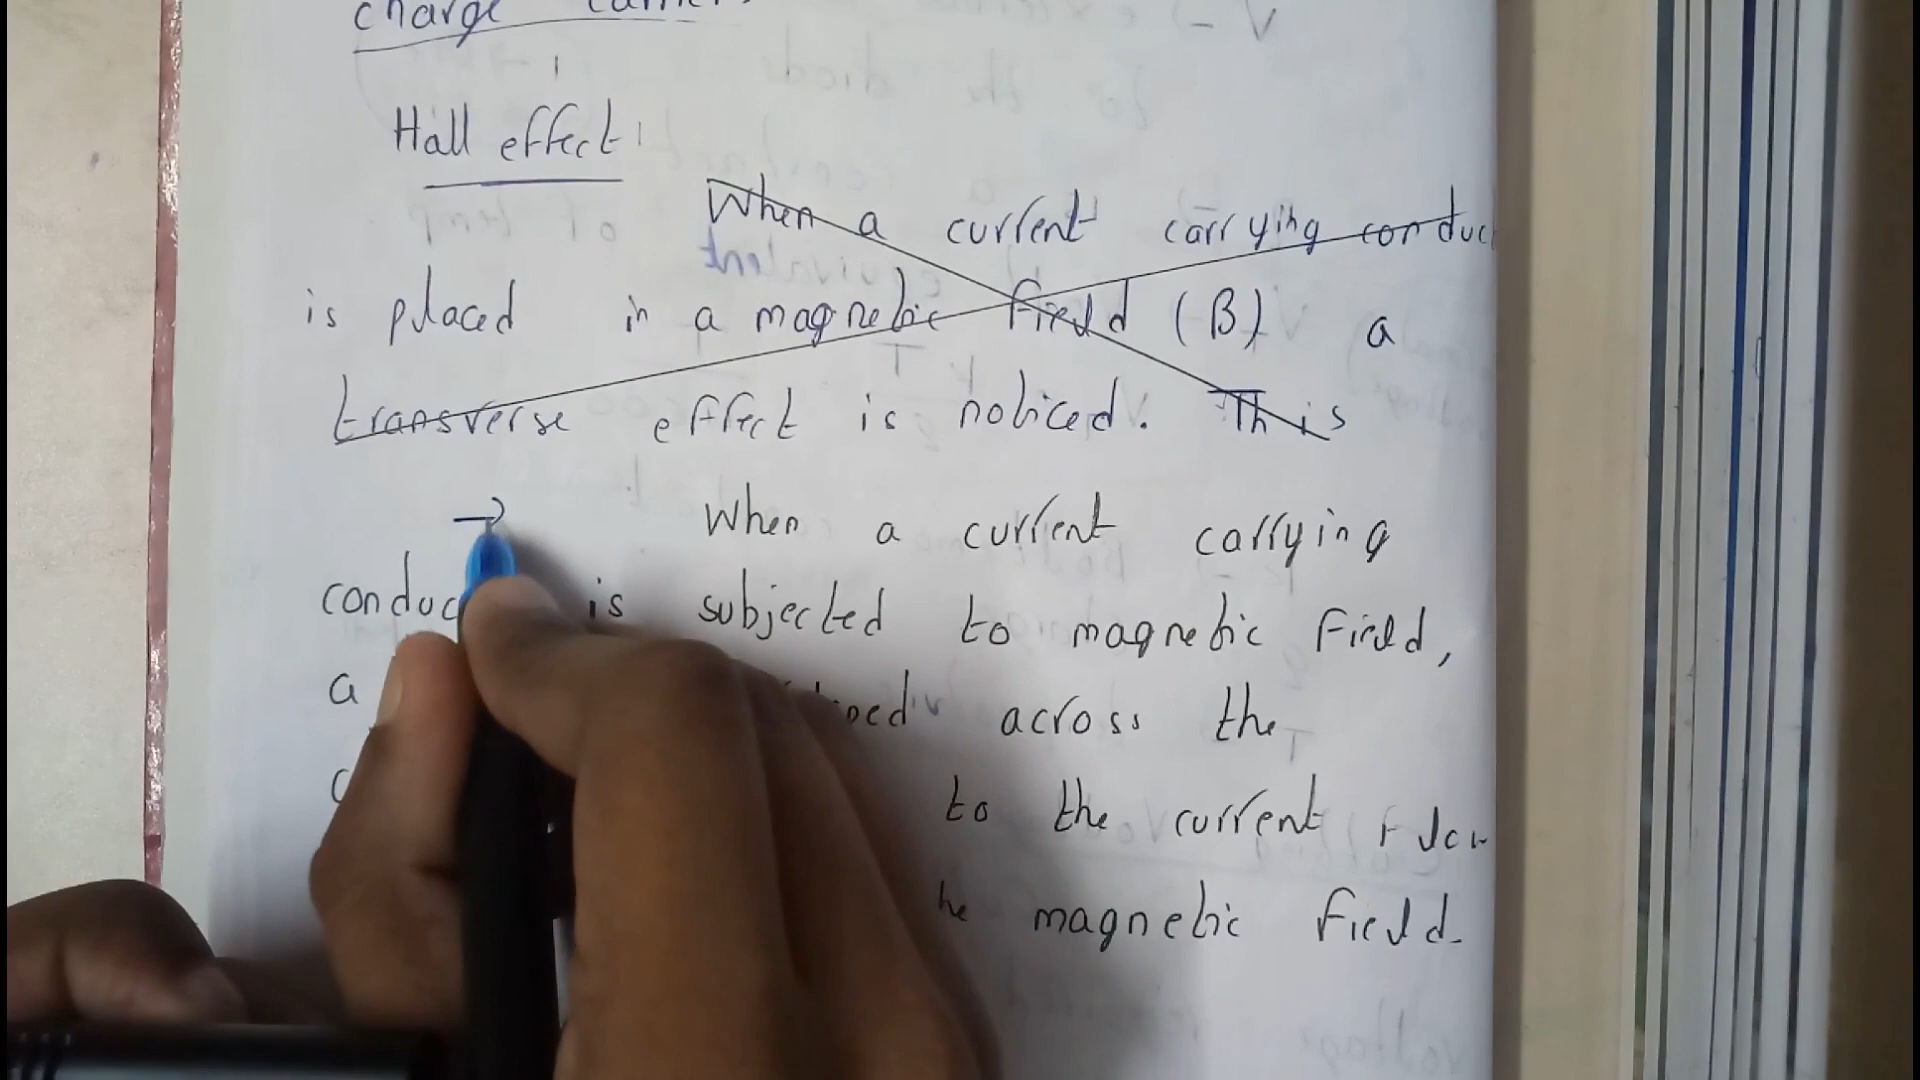 charge
Hall effect:
When a current carrying conduc
is placed in a magnetic field (B) a
transverse effect is noticed. This
→ When a current carrying
conduc is subjected to magnetic field,
a across the
to the current
magnetic field.